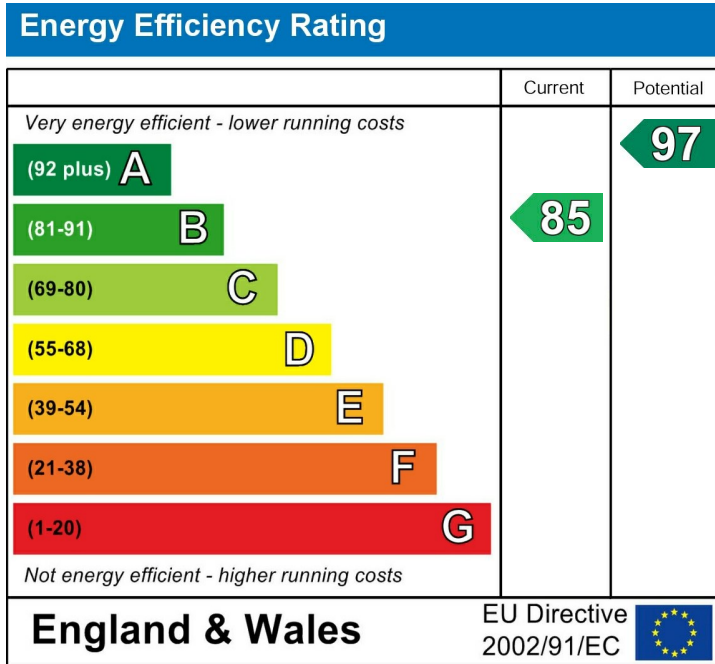 Energy Efficiency Rating
Current Potential
Very energy efficient - lower running costs
(92 plus) A
97
(81-91) B
85
(69-80) C
(55-68) D
(39-54) E
(21-38) F
(1-20) G
Not energy efficient - higher running costs
England & Wales
EU Directive
2002/91/EC